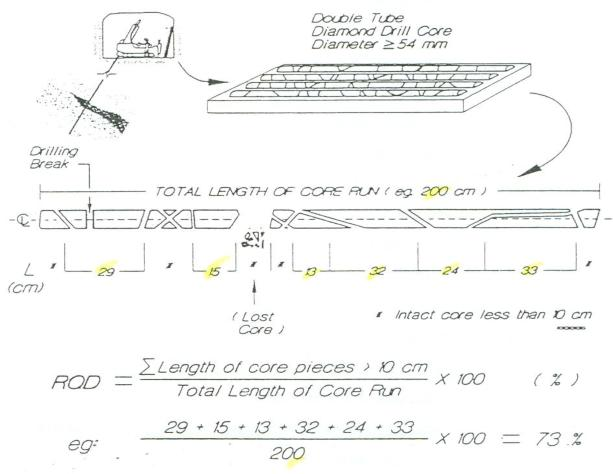 Double Tube
Diamond Drill Core
Diameter ≥ 54 mm
Drilling
Break
TOTAL LENGTH OF CORE RUN ( eg. 200 cm )
℄
L
(cm)
* 29 * 15 * * 13 32 24 33 *
( Lost
Core )
* Intact core less than 10 cm
RQD = ∑ Length of core pieces > 10 cm / Total Length of Core Run X 100 ( % )
eg: 29 + 15 + 13 + 32 + 24 + 33 / 200 X 100 = 73 %